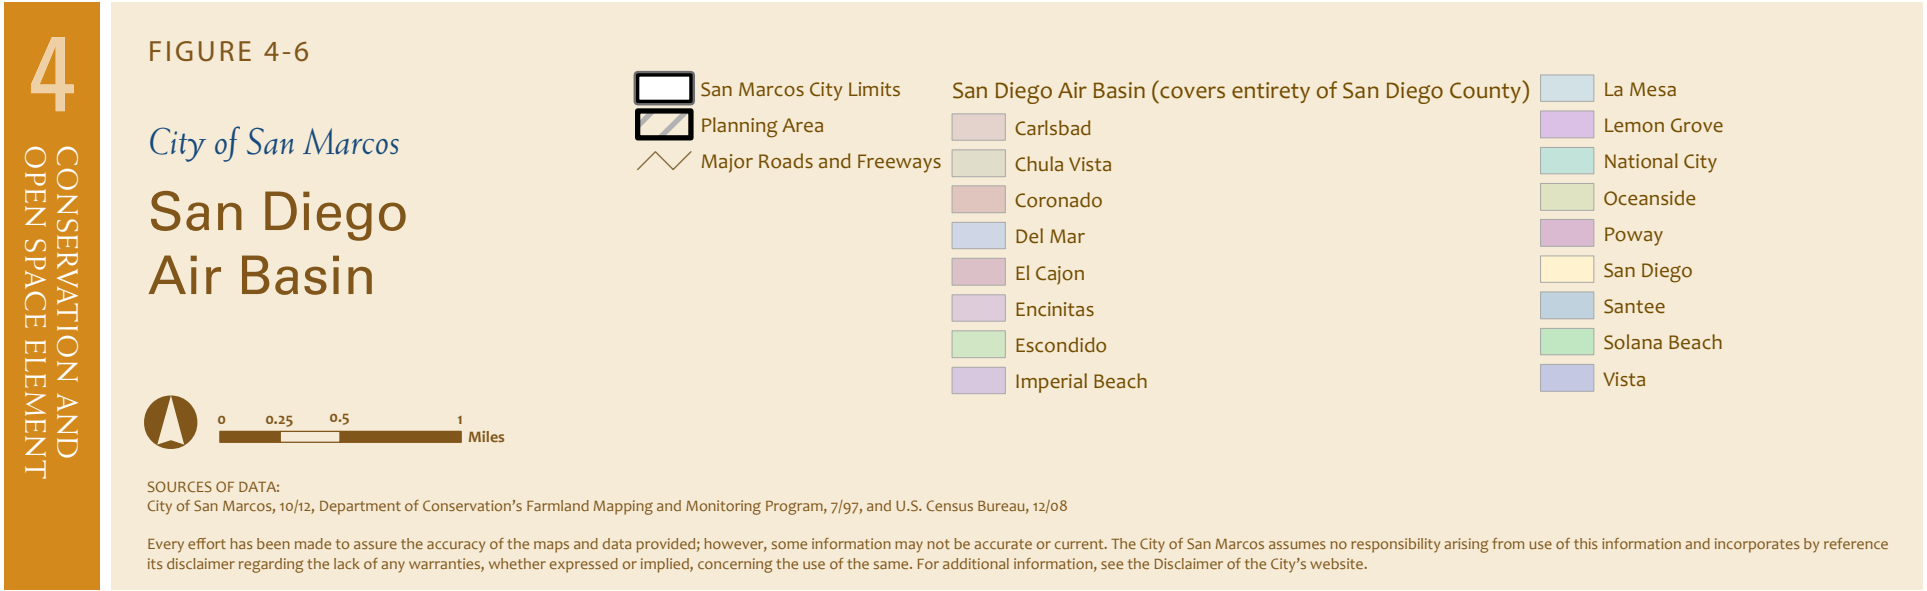 4
CONSERVATION AND
OPEN SPACE ELEMENT
FIGURE 4-6
City of San Marcos
San Diego
Air Basin
0 0.25 0.5 1
Miles
San Marcos City Limits
Planning Area
Major Roads and Freeways
San Diego Air Basin (covers entirety of San Diego County)
Carlsbad
Chula Vista
Coronado
Del Mar
El Cajon
Encinitas
Escondido
Imperial Beach
La Mesa
Lemon Grove
National City
Oceanside
Poway
San Diego
Santee
Solana Beach
Vista
SOURCES OF DATA:
City of San Marcos, 10/12, Department of Conservation's Farmland Mapping and Monitoring Program, 7/97, and U.S. Census Bureau, 12/08
Every effort has been made to assure the accuracy of the maps and data provided; however, some information may not be accurate or current. The City of San Marcos assumes no responsibility arising from use of this information and incorporates by reference
its disclaimer regarding the lack of any warranties, whether expressed or implied, concerning the use of the same. For additional information, see the Disclaimer of the City's website.